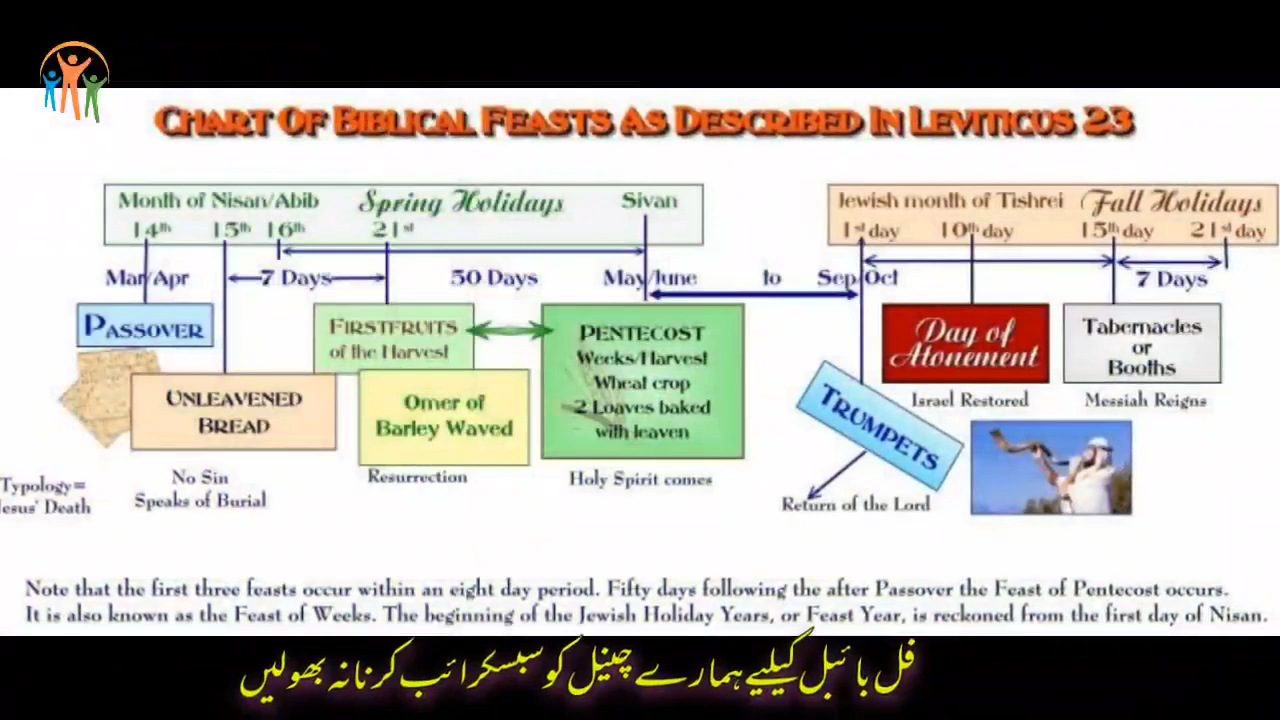 CHART OF BIBLICAL FEASTS AS DESCRIBED IN LEVITICUS 23
Month of Nisan/Abib Spring Holidays Sivan
14th 15th 16th 21st
Jewish month of Tishrei Fall Holidays
1st day 10th day 15th day 21st day
Mar/Apr 7 Days 50 Days May/June to Sep/Oct 7 Days
PASSOVER
UNLEAVENED
BREAD
FIRSTFRUITS
of the Harvest
Omer of
Barley Waved
PENTECOST
Weeks/Harvest
Wheat crop
2 Loaves baked
with leaven
TRUMPETS
Day of
Atonement
Tabernacles
or
Booths
Israel Restored
Messiah Reigns
Typology=
esus' Death
No Sin
Speaks of Burial
Resurrection
Holy Spirit comes
Return of the Lord
Note that the first three feasts occur within an eight day period. Fifty days following the after Passover the Feast of Pentecost occurs.
It is also known as the Feast of Weeks. The beginning of the Jewish Holiday Years, or Feast Year, is reckoned from the first day of Nisan.
فل بائبل کیلیے ہمارے چینل کو سبسکرائب کرنا نہ بھولیں